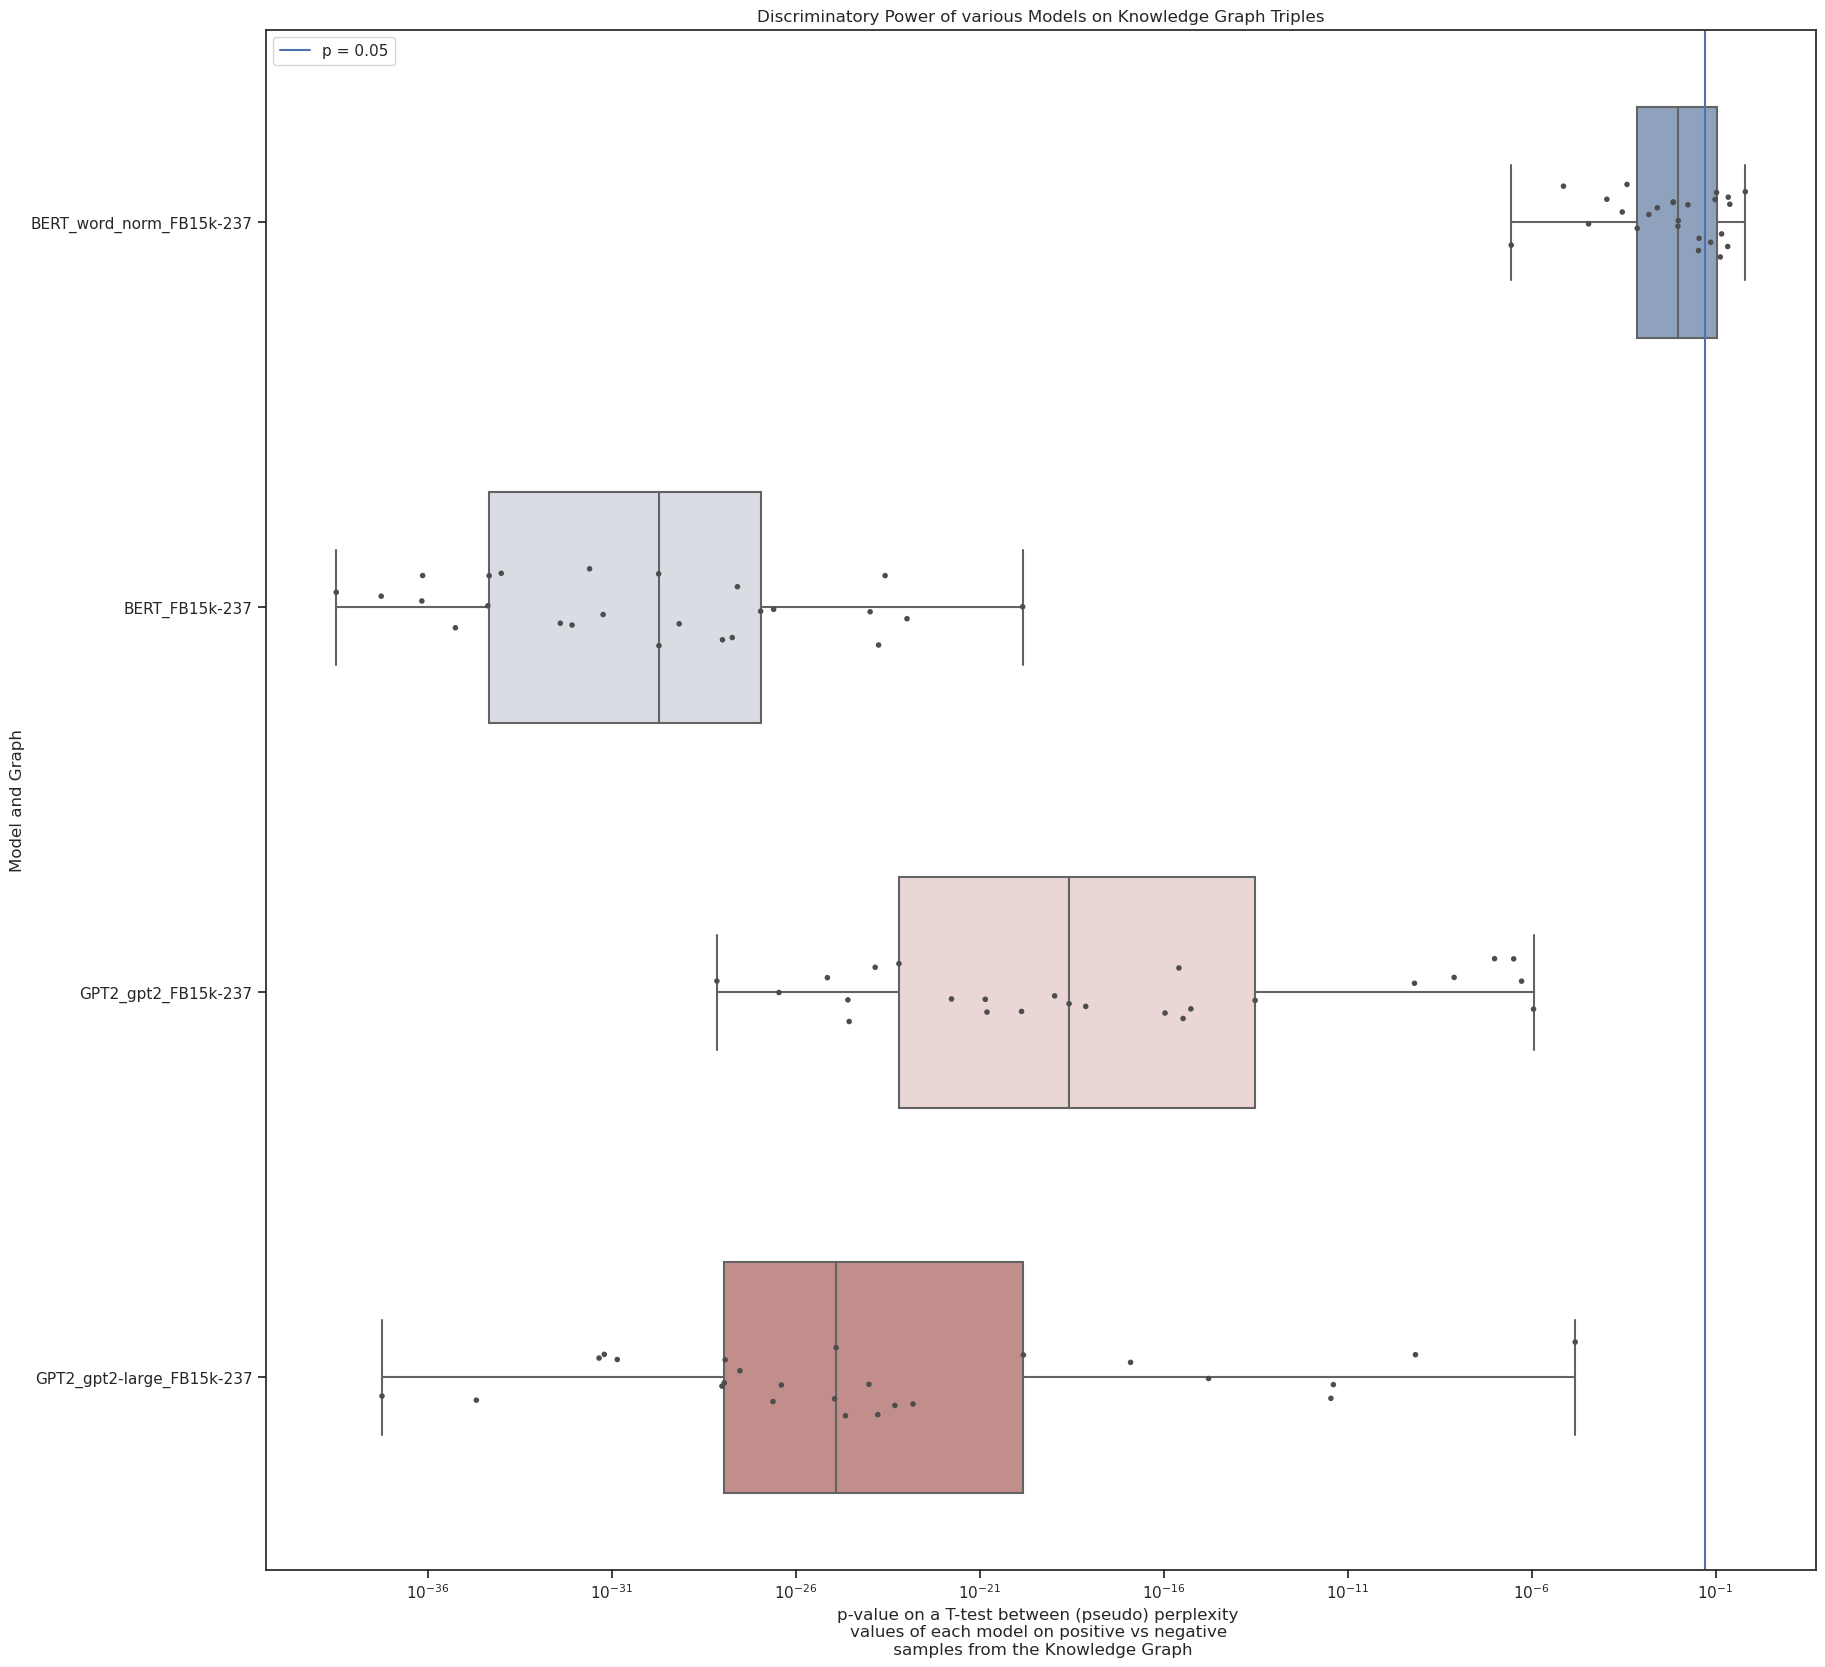 Discriminatory Power of various Models on Knowledge Graph Triples
p = 0.05
Model and Graph
BERT_word_norm_FB15k-237
BERT_FB15k-237
GPT2_gpt2_FB15k-237
GPT2_gpt2-large_FB15k-237
10⁻³⁶ 10⁻³¹ 10⁻²⁶ 10⁻²¹ 10⁻¹⁶ 10⁻¹¹ 10⁻⁶ 10⁻¹
p-value on a T-test between (pseudo) perplexity
values of each model on positive vs negative
samples from the Knowledge Graph